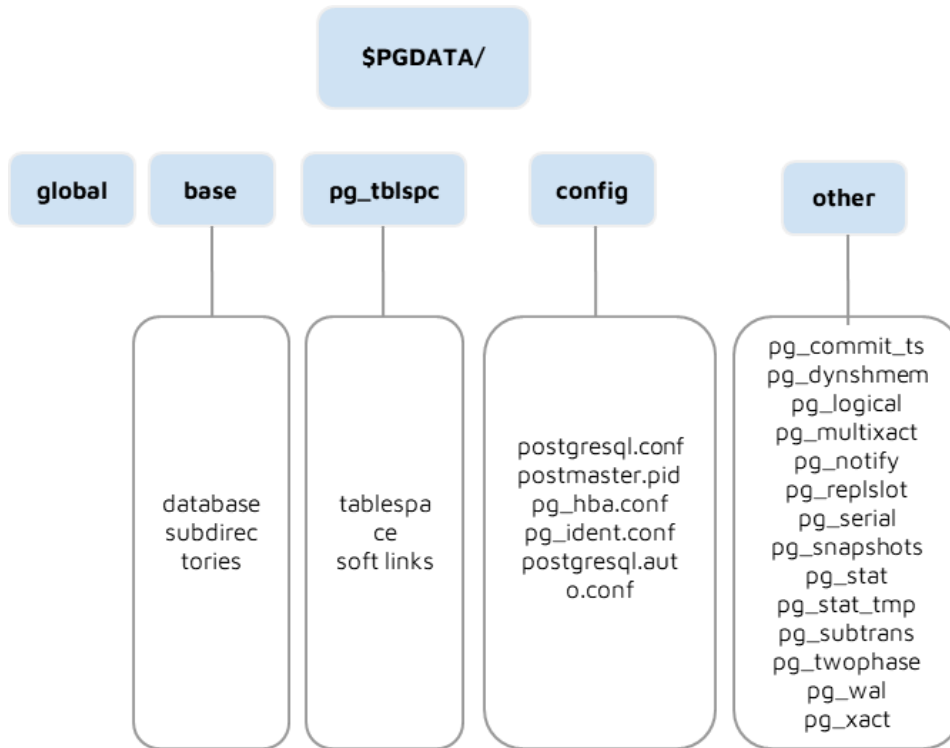 $PGDATA/
global
base
pg_tblspc
config
other
database
subdirec
tories
tablespa
ce
soft links
postgresql.conf
postmaster.pid
pg_hba.conf
pg_ident.conf
postgresql.aut
o.conf
pg_commit_ts
pg_dynshmem
pg_logical
pg_multixact
pg_notify
pg_replslot
pg_serial
pg_snapshots
pg_stat
pg_stat_tmp
pg_subtrans
pg_twophase
pg_wal
pg_xact